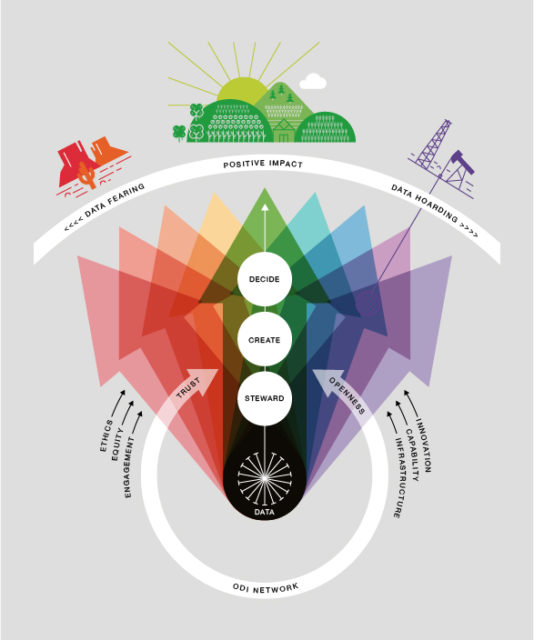 POSITIVE IMPACT
<<<< DATA FEARING
DATA HOARDING >>>>
DECIDE
CREATE
STEWARD
TRUST
OPENNESS
ETHICS
EQUITY
ENGAGEMENT
INNOVATION
CAPABILITY
INFRASTRUCTURE
DATA
ODI NETWORK